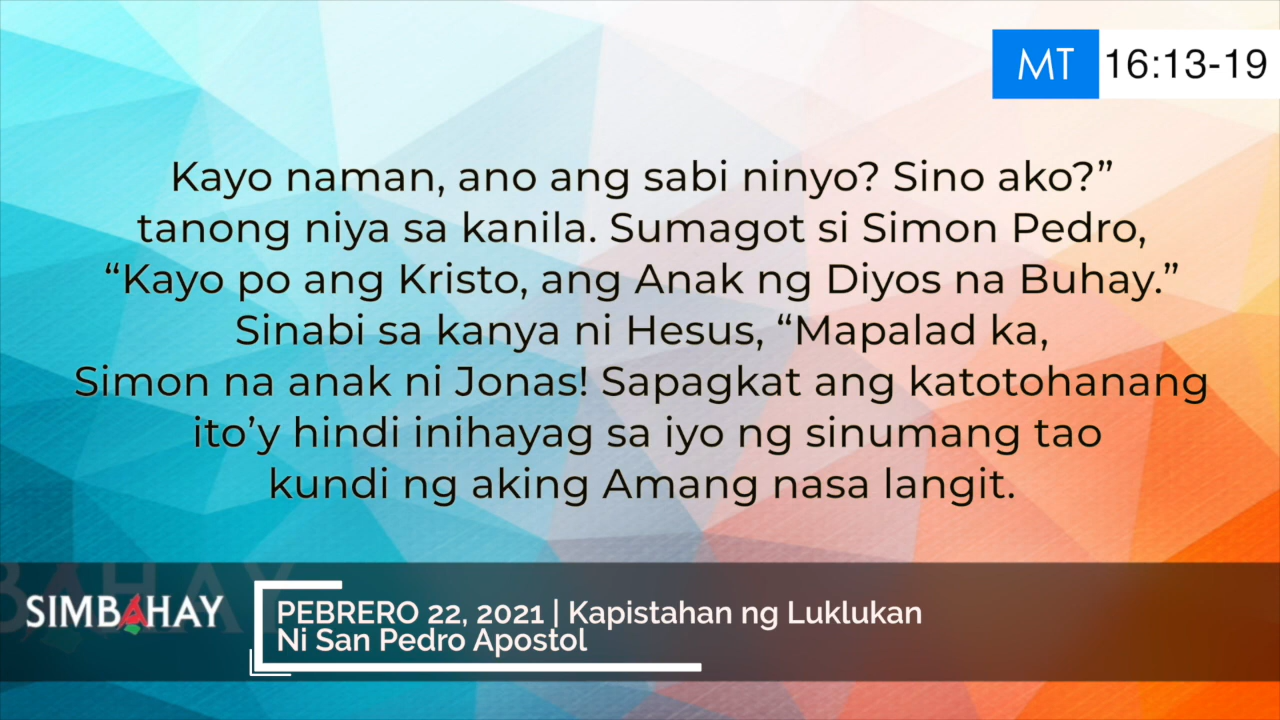 MT 16:13-19
Kayo naman, ano ang sabi ninyo? Sino ako?”
tanong niya sa kanila. Sumagot si Simon Pedro,
“Kayo po ang Kristo, ang Anak ng Diyos na Buhay.”
Sinabi sa kanya ni Hesus, “Mapalad ka,
Simon na anak ni Jonas! Sapagkat ang katotohanang
ito’y hindi inihayag sa iyo ng sinumang tao
kundi ng aking Amang nasa langit.
SIMBAHAY
PEBRERO 22, 2021 | Kapistahan ng Luklukan
Ni San Pedro Apostol